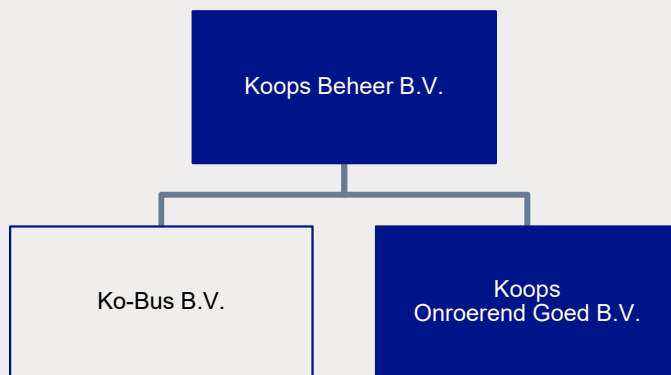 Koops Beheer B.V.
Ko-Bus B.V.
Koops
Onroerend Goed B.V.